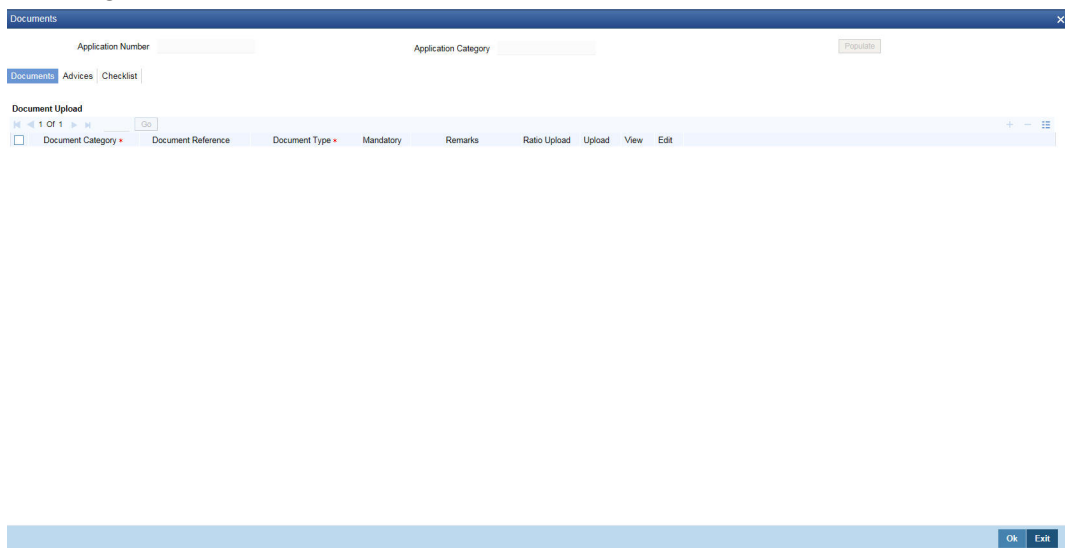 Documents
Application Number Application Category Populate
Documents Advices Checklist
Document Upload
1 Of 1 Go
Document Category * Document Reference Document Type * Mandatory Remarks Ratio Upload Upload View Edit
Ok Exit